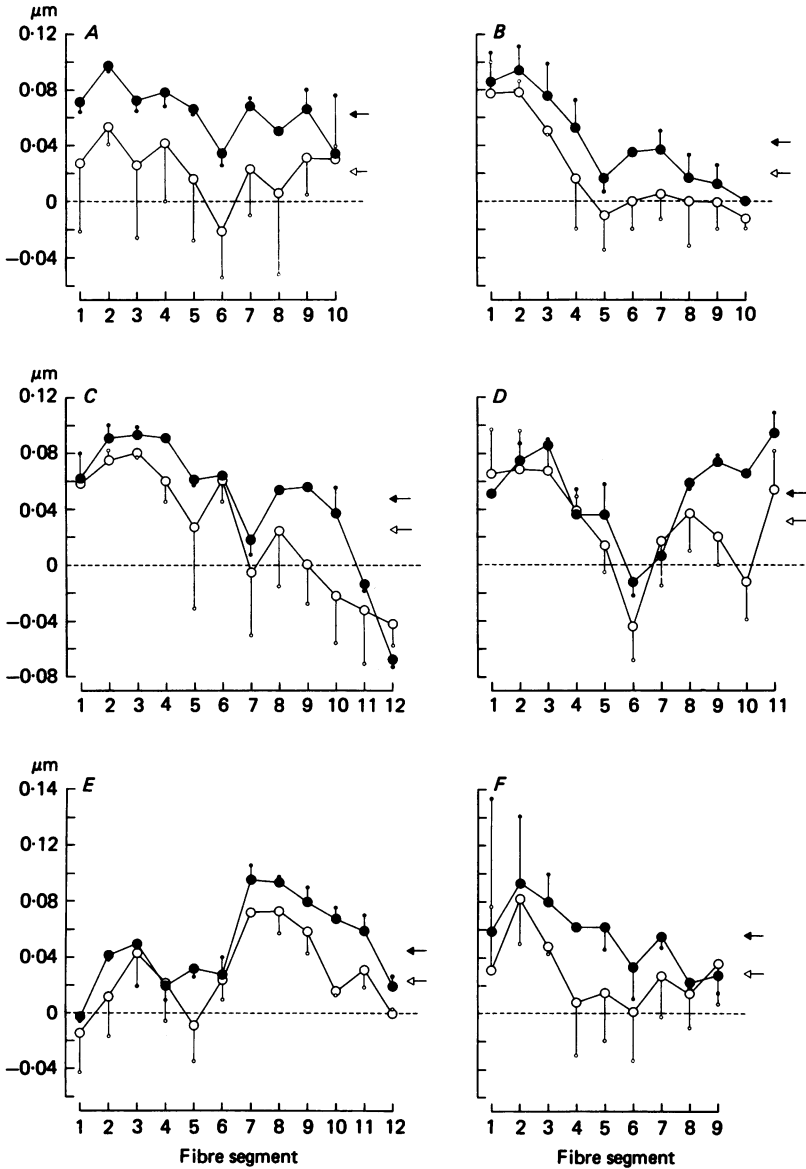 μm
A
B
0·12
0·08
0·04
0
−0·04
1 2 3 4 5 6 7 8 9 10
1 2 3 4 5 6 7 8 9 10
μm
C
D
0·12
0·08
0·04
0
−0·04
−0·08
1 2 3 4 5 6 7 8 9 10 11 12
1 2 3 4 5 6 7 8 9 10 11
μm
E
F
0·14
0·12
0·08
0·04
0
−0·04
1 2 3 4 5 6 7 8 9 10 11 12
1 2 3 4 5 6 7 8 9
Fibre segment
Fibre segment